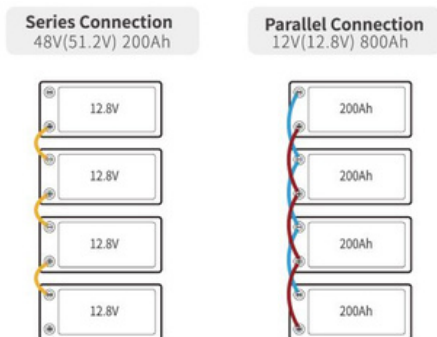 Series Connection
48V(51.2V) 200Ah
12.8V
12.8V
12.8V
12.8V
Parallel Connection
12V(12.8V) 800Ah
200Ah
200Ah
200Ah
200Ah